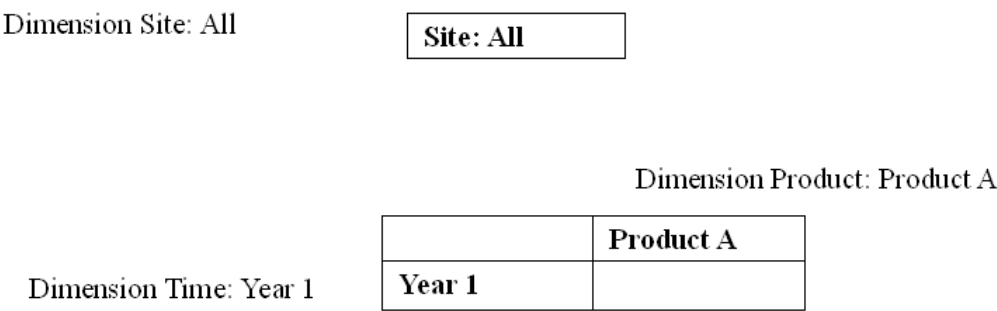 Dimension Site: All
Site: All
Dimension Product: Product A
Product A
Dimension Time: Year 1
Year 1